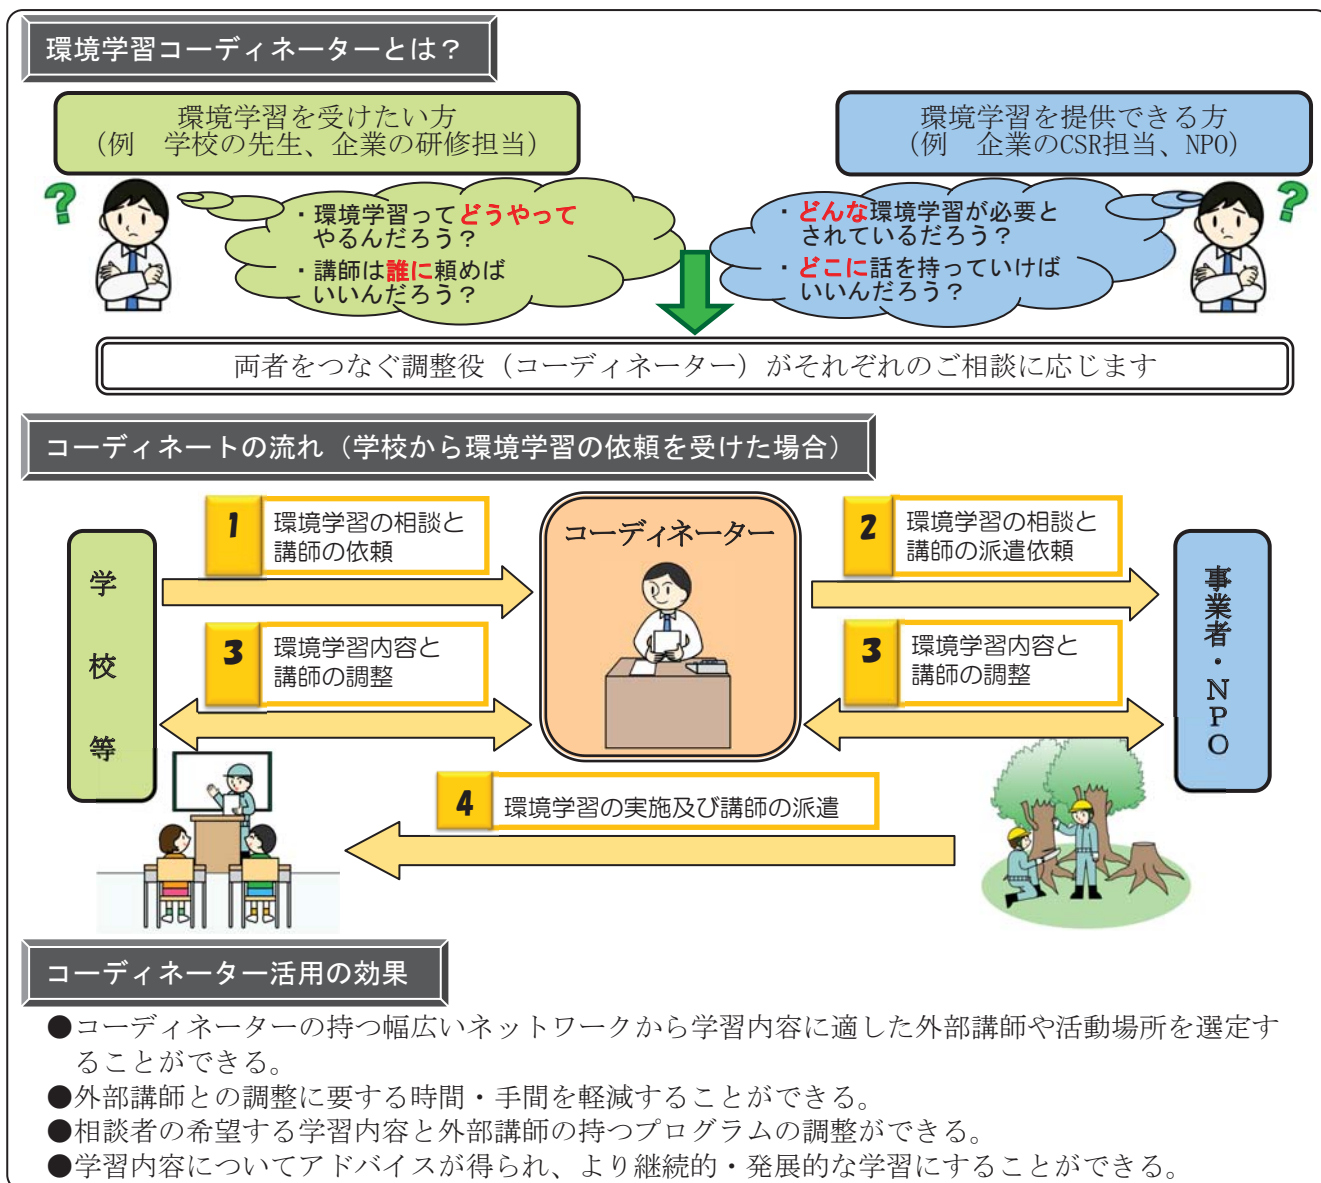 環境学習コーディネーターとは？
環境学習を受けたい方
（例　学校の先生、企業の研修担当）
環境学習を提供できる方
（例　企業のCSR担当、NPO）
?
・環境学習ってどうやって
やるんだろう？
・講師は誰に頼めば
いいんだろう？
・どんな環境学習が必要と
されているだろう？
・どこに話を持っていけば
いいんだろう？
?
両者をつなぐ調整役（コーディネーター）がそれぞれのご相談に応じます
コーディネートの流れ（学校から環境学習の依頼を受けた場合）
学校等
1
環境学習の相談と
講師の依頼
コーディネーター
2
環境学習の相談と
講師の派遣依頼
事業者・NPO
3
環境学習内容と
講師の調整
3
環境学習内容と
講師の調整
4
環境学習の実施及び講師の派遣
コーディネーター活用の効果
●コーディネーターの持つ幅広いネットワークから学習内容に適した外部講師や活動場所を選定す
ることができる。
●外部講師との調整に要する時間・手間を軽減することができる。
●相談者の希望する学習内容と外部講師の持つプログラムの調整ができる。
●学習内容についてアドバイスが得られ、より継続的・発展的な学習にすることができる。